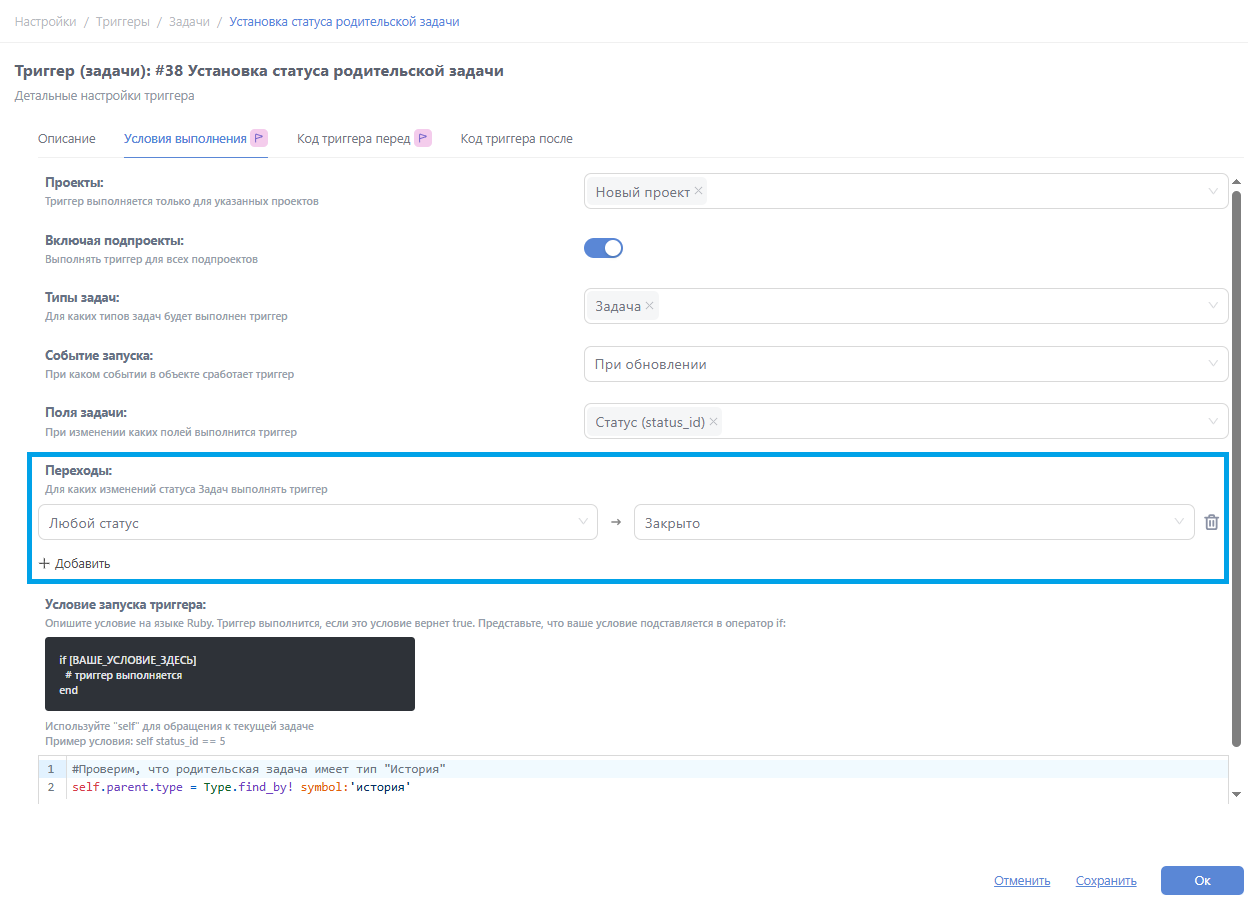 Настройки / Триггеры / Задачи / Установка статуса родительской задачи
Триггер (задачи): #38 Установка статуса родительской задачи
Детальные настройки триггера
Описание Условия выполнения Код триггера перед Код триггера после
Проекты:
Триггер выполняется только для указанных проектов
Новый проект
Включая подпроекты:
Выполнять триггер для всех подпроектов
Типы задач:
Для каких типов задач будет выполнен триггер
Задача
Событие запуска:
При каком событии в объекте сработает триггер
При обновлении
Поля задачи:
При изменении каких полей выполнится триггер
Статус (status_id)
Переходы:
Для каких изменений статуса Задач выполнять триггер
Любой статус → Закрыто
+ Добавить
Условие запуска триггера:
Опишите условие на языке Ruby. Триггер выполнится, если это условие вернет true. Представьте, что ваше условие подставляется в оператор if:
if [ВАШЕ_УСЛОВИЕ_ЗДЕСЬ]
# триггер выполняется
end
Используйте "self" для обращения к текущей задаче
Пример условия: self status_id == 5
1 #Проверим, что родительская задача имеет тип "История"
2 self.parent.type = Type.find_by! symbol:'история'
Отменить Сохранить Ок